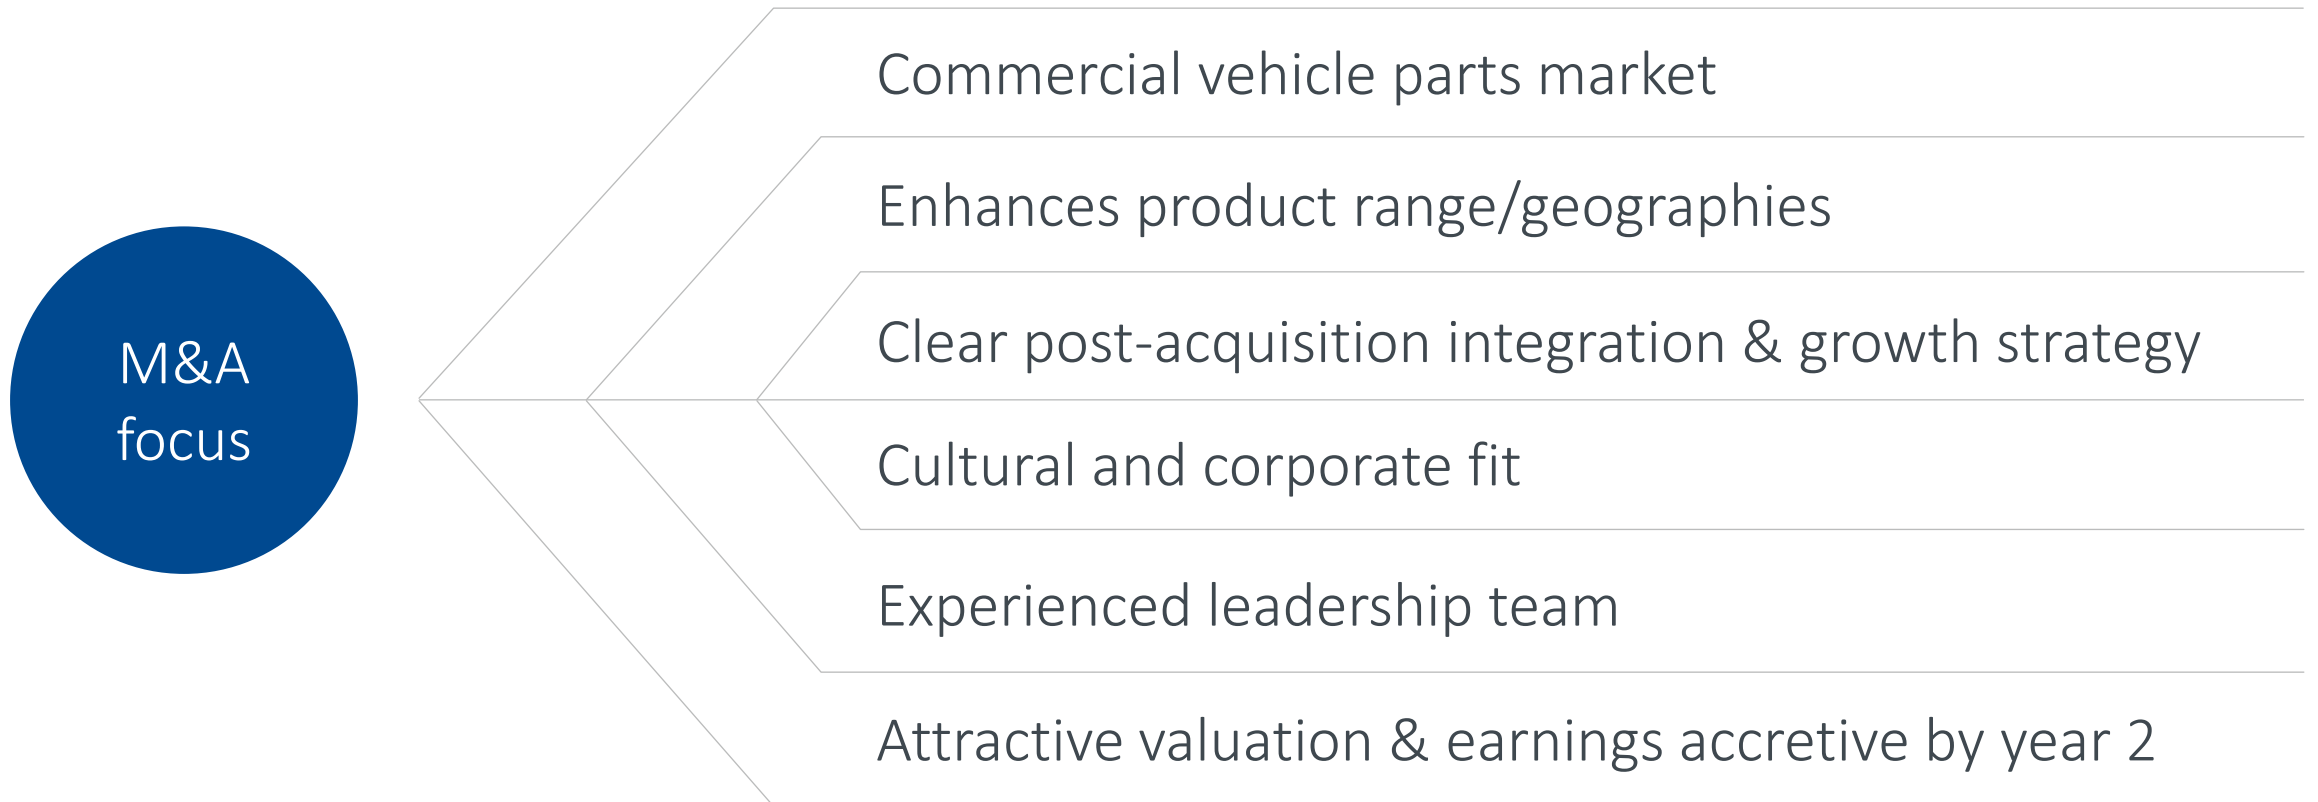 M&A
focus
Commercial vehicle parts market
Enhances product range/geographies
Clear post-acquisition integration & growth strategy
Cultural and corporate fit
Experienced leadership team
Attractive valuation & earnings accretive by year 2